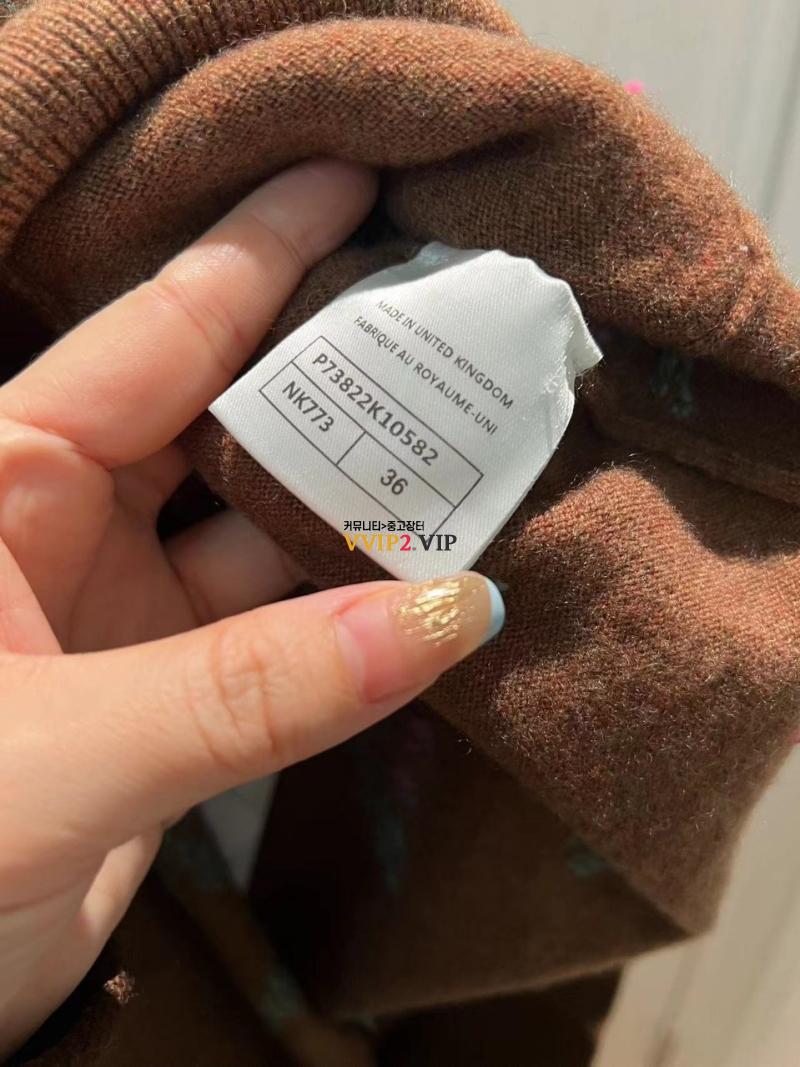 MADE IN UNITED KINGDOM
FABRIQUE AU ROYAUME-UNI
P73822K10582
NK773
36
커뮤니티>중고장터
VVIP2.VIP